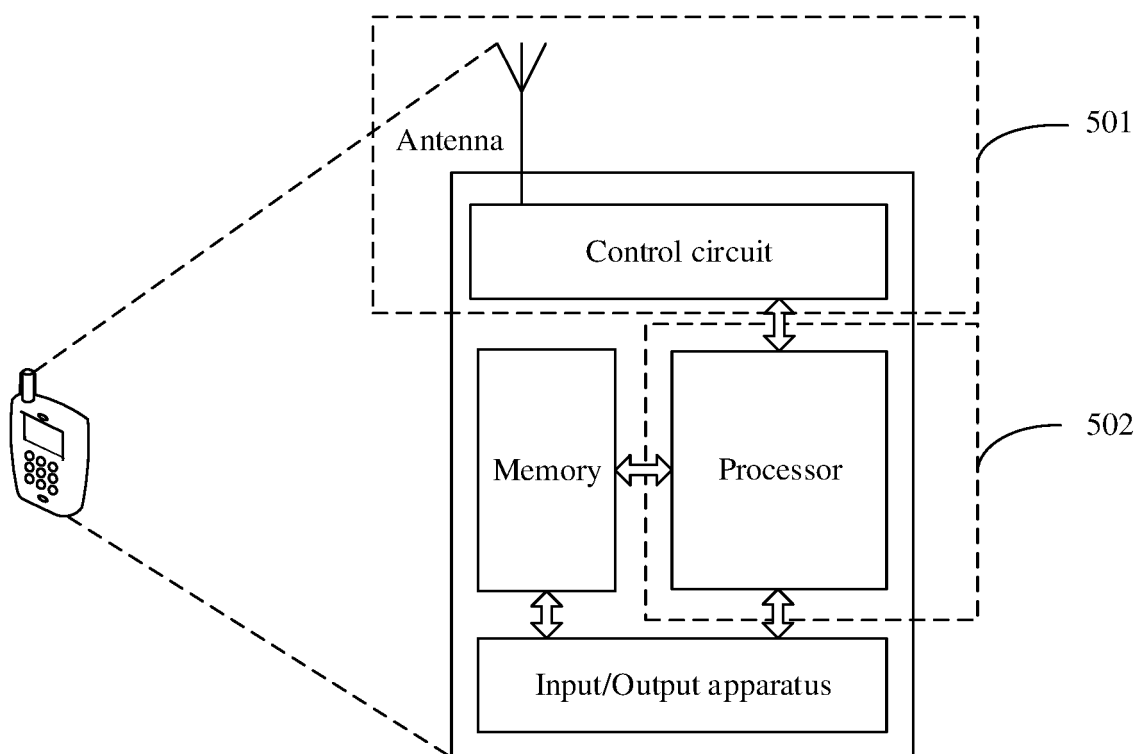 501
Antenna
Control circuit
502
Memory
Processor
Input/Output apparatus